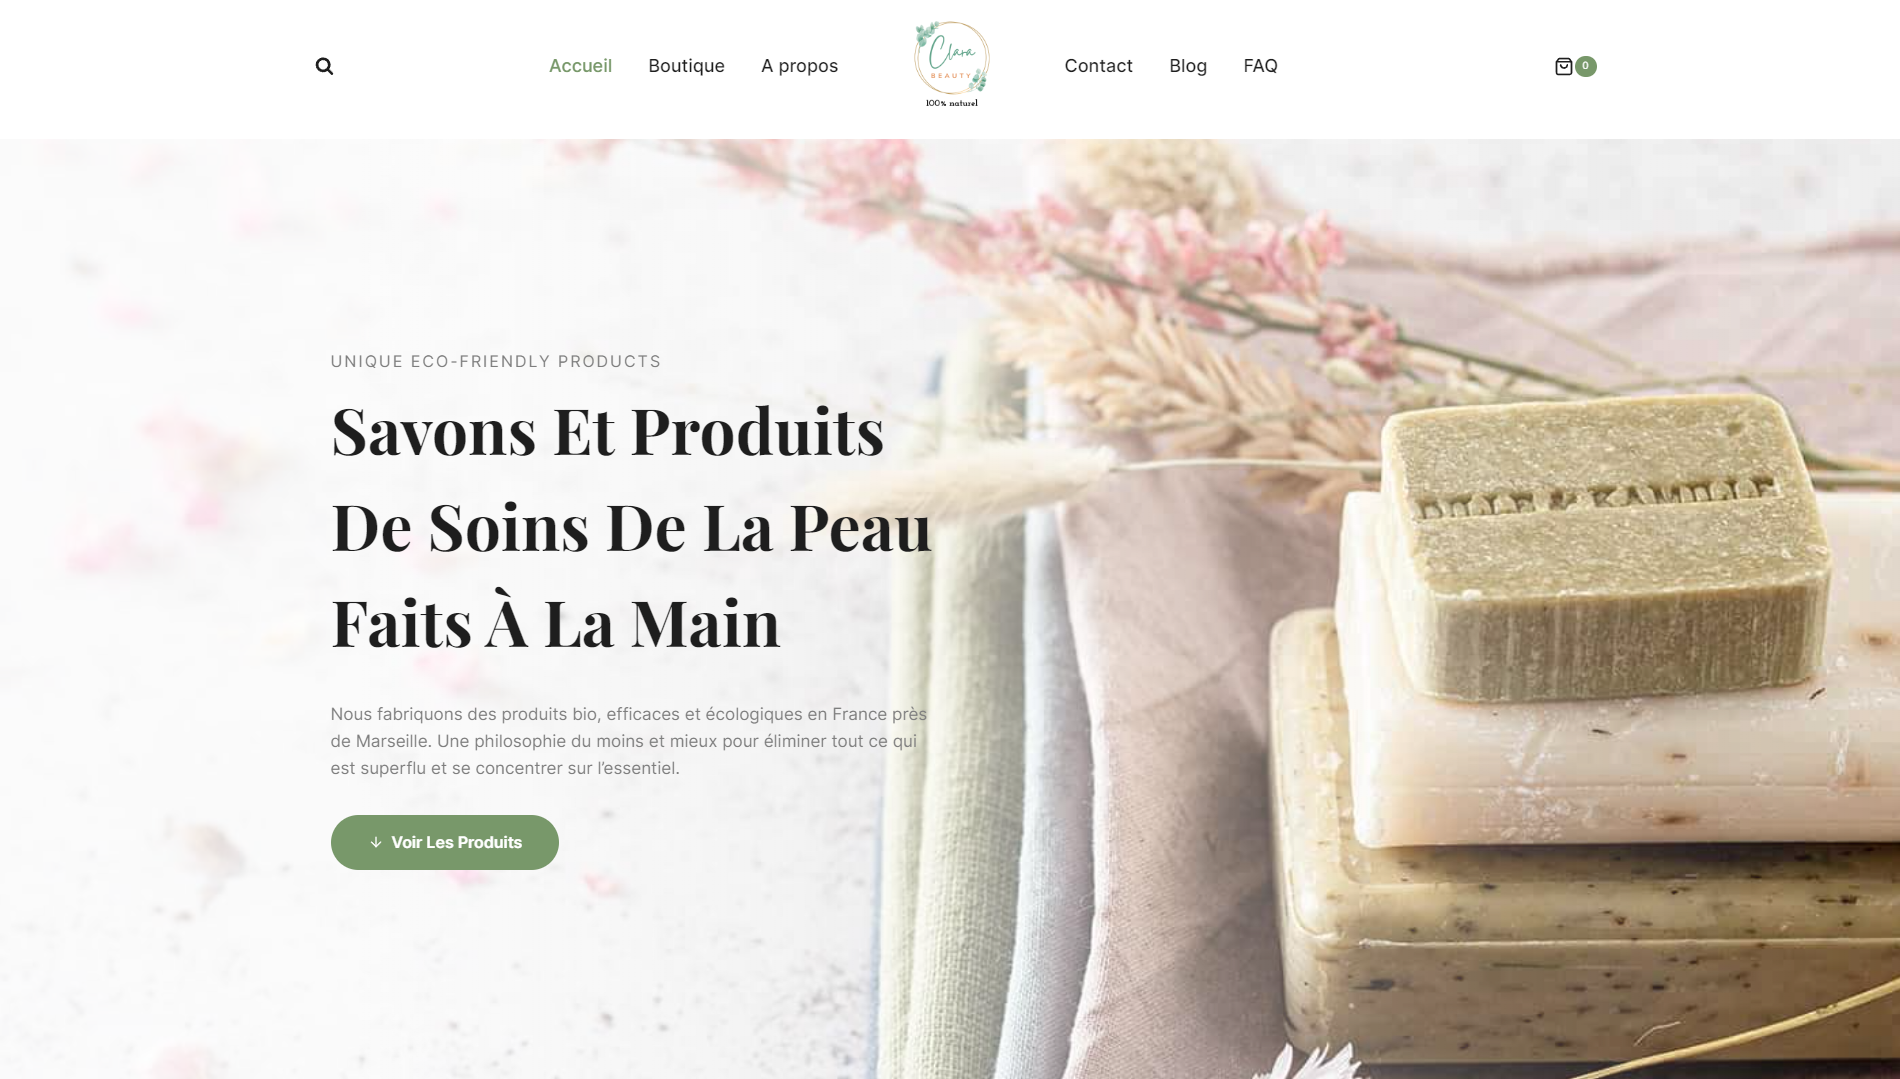 Accueil
Boutique
A propos
Clara
BEAUTY
100% naturel
Contact
Blog
FAQ
0
UNIQUE ECO-FRIENDLY PRODUCTS
Savons Et Produits
De Soins De La Peau
Faits À La Main
Nous fabriquons des produits bio, efficaces et écologiques en France près
de Marseille. Une philosophie du moins et mieux pour éliminer tout ce qui
est superflu et se concentrer sur l’essentiel.
Voir Les Produits